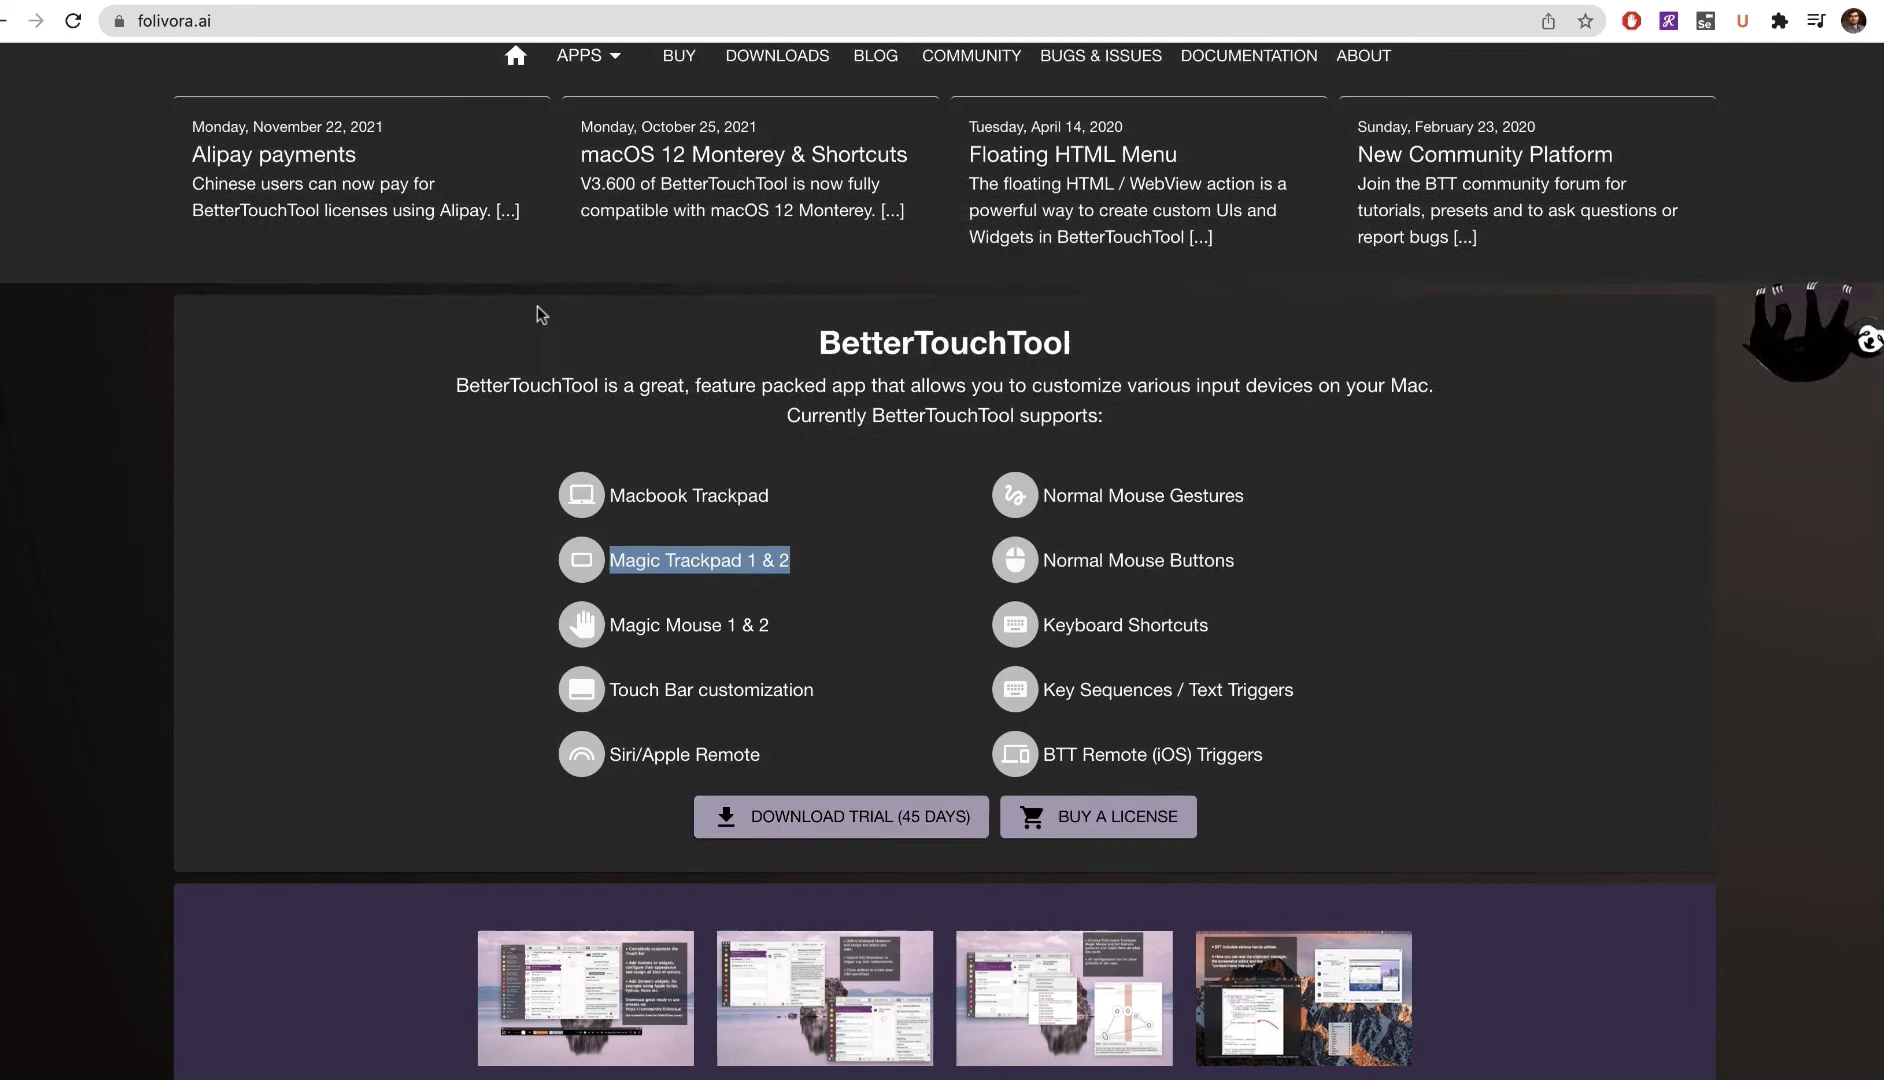 folivora.ai
APPS BUY DOWNLOADS BLOG COMMUNITY BUGS & ISSUES DOCUMENTATION ABOUT
Monday, November 22, 2021
Alipay payments
Chinese users can now pay for
BetterTouchTool licenses using Alipay. [...]
Monday, October 25, 2021
macOS 12 Monterey & Shortcuts
V3.600 of BetterTouchTool is now fully
compatible with macOS 12 Monterey. [...]
Tuesday, April 14, 2020
Floating HTML Menu
The floating HTML / WebView action is a
powerful way to create custom UIs and
Widgets in BetterTouchTool [...]
Sunday, February 23, 2020
New Community Platform
Join the BTT community forum for
tutorials, presets and to ask questions or
report bugs [...]
BetterTouchTool
BetterTouchTool is a great, feature packed app that allows you to customize various input devices on your Mac.
Currently BetterTouchTool supports:
Macbook Trackpad
Magic Trackpad 1 & 2
Magic Mouse 1 & 2
Touch Bar customization
Siri/Apple Remote
Normal Mouse Gestures
Normal Mouse Buttons
Keyboard Shortcuts
Key Sequences / Text Triggers
BTT Remote (iOS) Triggers
DOWNLOAD TRIAL (45 DAYS)
BUY A LICENSE